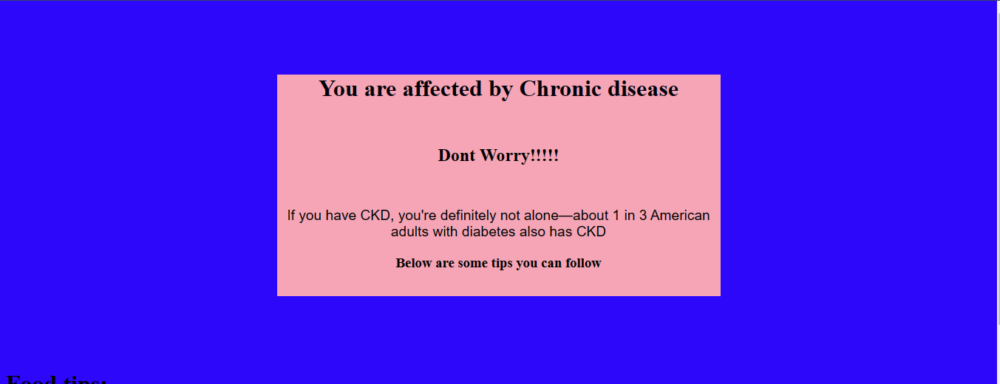 You are affected by Chronic disease
Dont Worry!!!!!
If you have CKD, you're definitely not alone—about 1 in 3 American
adults with diabetes also has CKD
Below are some tips you can follow
Food tips: